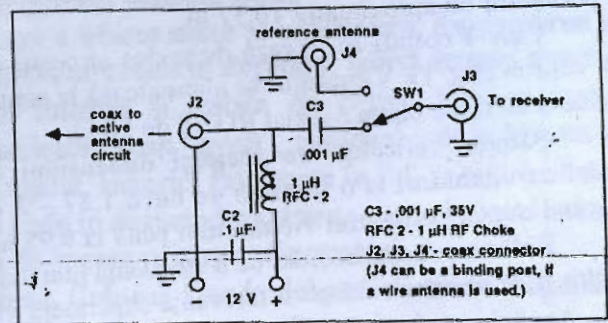 reference antenna
J4
J3
SW1
To receiver
coax to
active
antenna
circuit
J2
C3
.001 µF
1 µH
RFC - 2
C2
.1 µF
12 V
+
C3 - .001 µF, 35V
RFC 2 - 1 µH RF Choke
J2, J3, J4 - coax connector
(J4 can be a binding post, if
a wire antenna is used.)